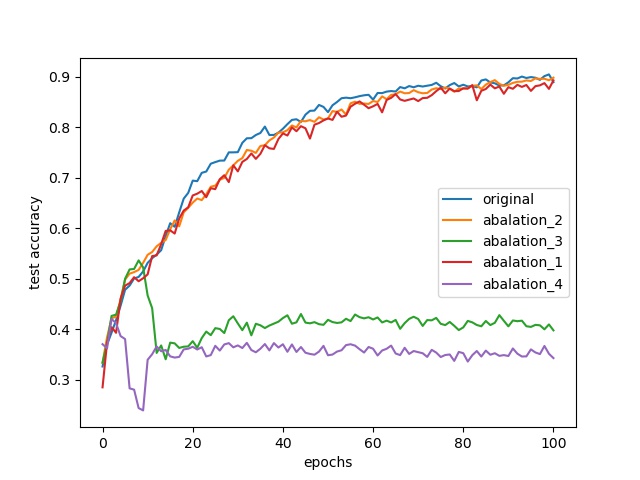 0.9
0.8
0.7
0.6
0.5
0.4
0.3
test accuracy
original
abalation_2
abalation_3
abalation_1
abalation_4
0 20 40 60 80 100
epochs